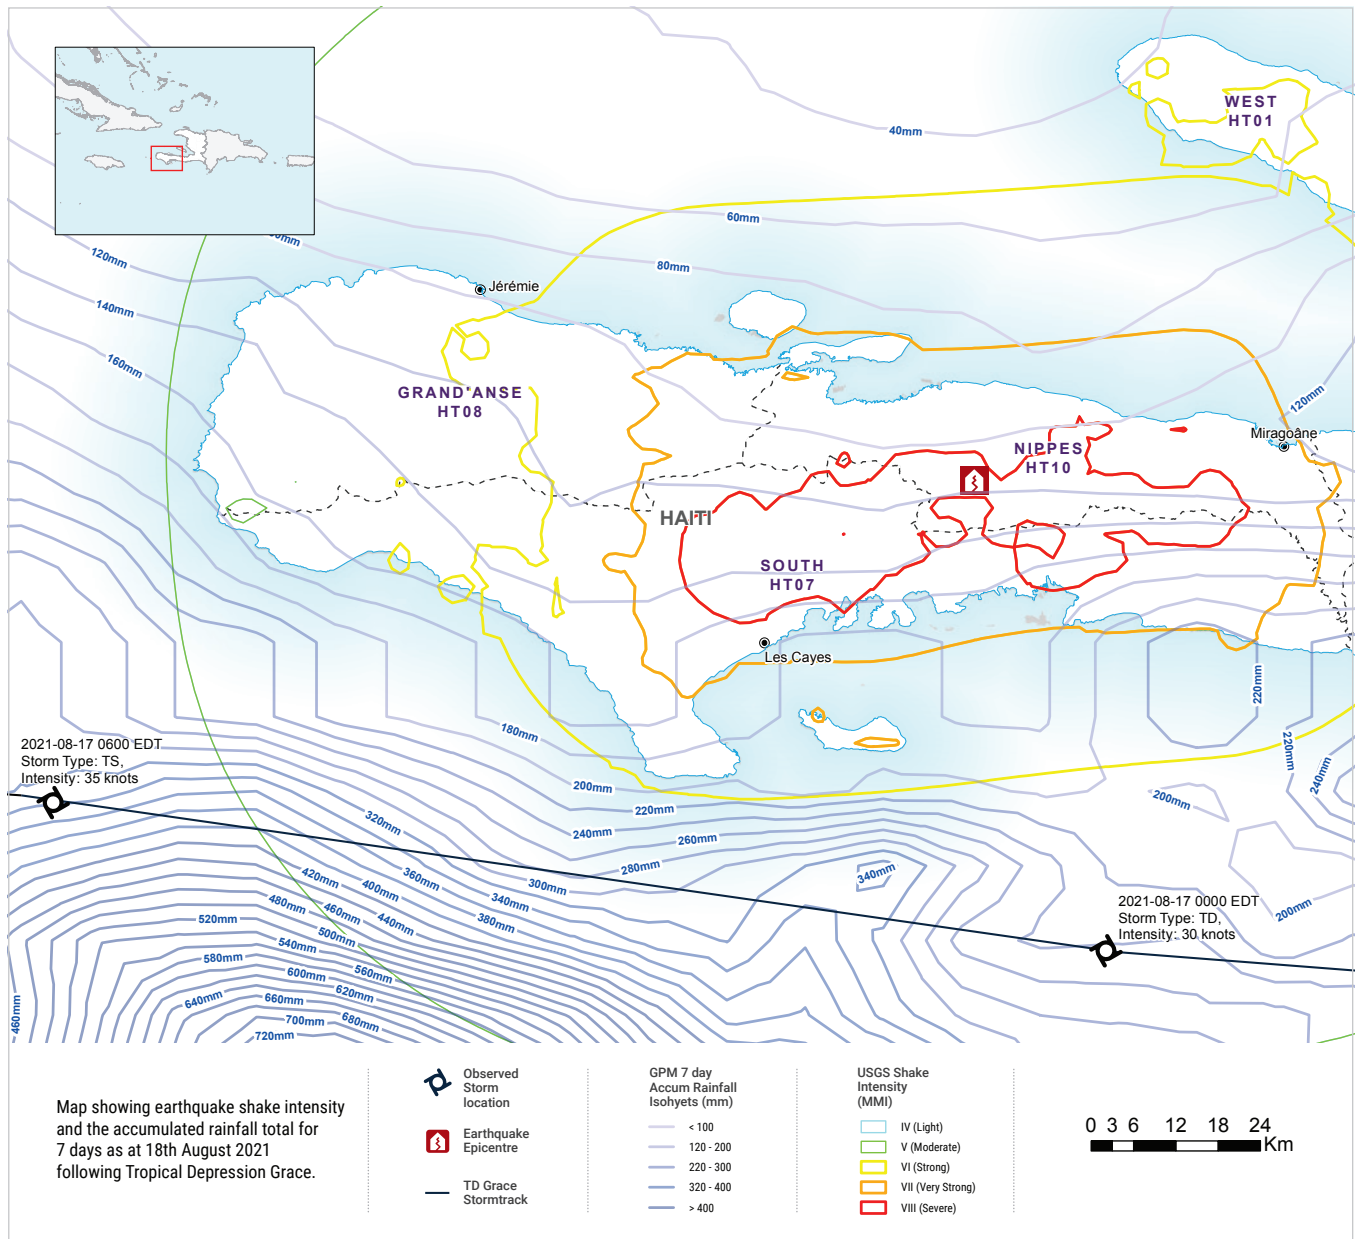 WEST
HT01
40mm
60mm
80mm
120mm
140mm
160mm
Jérémie
GRAND'ANSE
HT08
120mm
Miragoâne
NIPPES
HT10
HAITI
SOUTH
HT07
Les Cayes
180mm
220mm
220mm
240mm
2021-08-17 0600 EDT
Storm Type: TS,
Intensity: 35 knots
200mm
220mm
240mm
260mm
280mm
300mm
320mm
340mm
200mm
200mm
2021-08-17 0000 EDT
Storm Type: TD,
Intensity: 30 knots
420mm
400mm
360mm
340mm
380mm
480mm
460mm
440mm
520mm
500mm
540mm
560mm
580mm
600mm
620mm
640mm
660mm
680mm
700mm
720mm
460mm
Map showing earthquake shake intensity
and the accumulated rainfall total for
7 days as at 18th August 2021
following Tropical Depression Grace.
Observed
Storm
location
Earthquake
Epicentre
TD Grace
Stormtrack
GPM 7 day
Accum Rainfall
Isohyets (mm)
< 100
120 - 200
220 - 300
320 - 400
> 400
USGS Shake
Intensity
(MMI)
IV (Light)
V (Moderate)
VI (Strong)
VII (Very Strong)
VIII (Severe)
0 3 6 12 18 24
Km